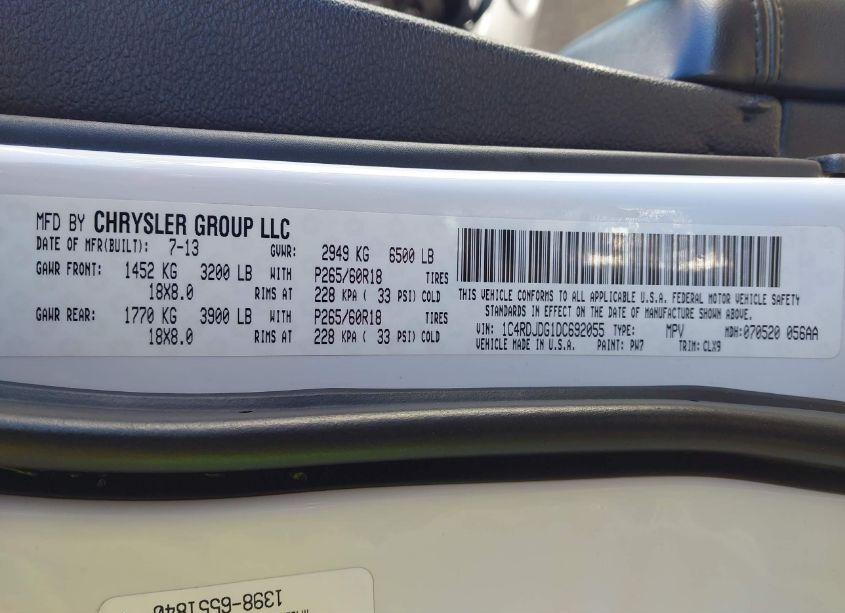 MFD BY CHRYSLER GROUP LLC
DATE OF MFR(BUILT): 7-13 GVWR: 2949 KG 6500 LB
GAWR FRONT: 1452 KG 3200 LB WITH P265/60R18 TIRES
18X8.0 RIMS AT 228 KPA ( 33 PSI) COLD
GAWR REAR: 1770 KG 3900 LB WITH P265/60R18 TIRES
18X8.0 RIMS AT 228 KPA ( 33 PSI) COLD
THIS VEHICLE CONFORMS TO ALL APPLICABLE U.S.A. FEDERAL MOTOR VEHICLE SAFETY
STANDARDS IN EFFECT ON THE DATE OF MANUFACTURE SHOWN ABOVE.
VIN: 1C4RDJDG1DC692055 TYPE: MPV MDH:070520 056AA
VEHICLE MADE IN U.S.A. PAINT: PW7 TRIM: CLX9
1398-6551840